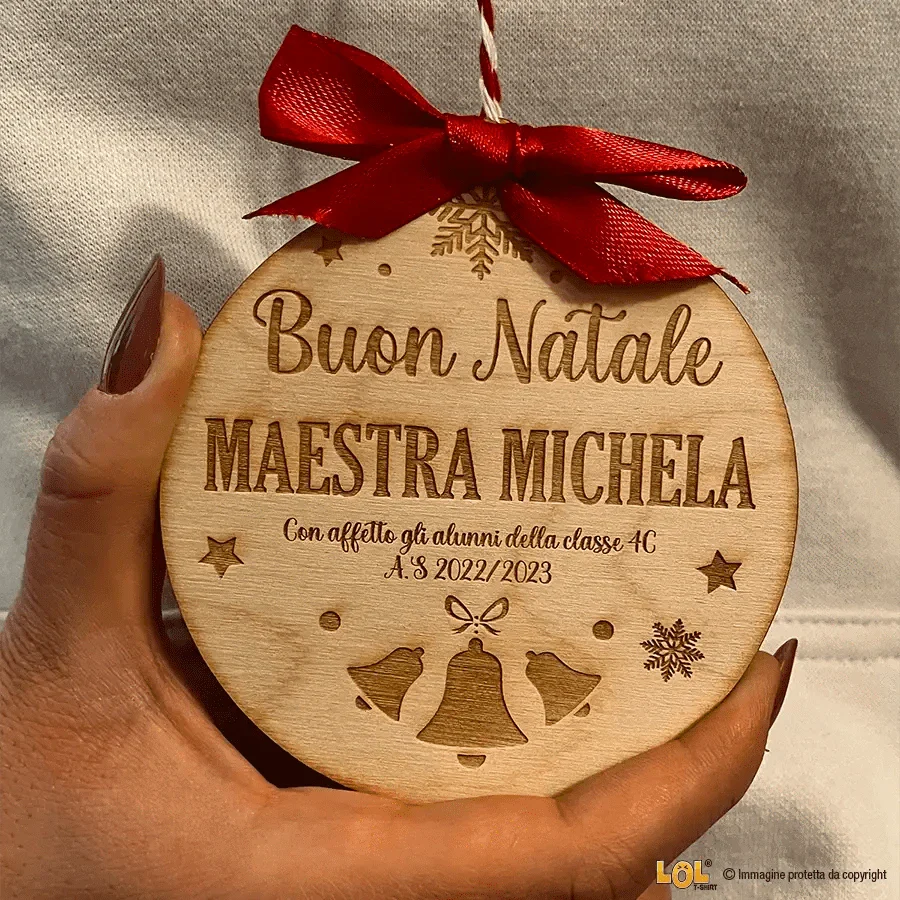 Buon Natale
MAESTRA MICHELA
Con affetto gli alunni della classe 4C
A.S 2022/2023
LOL®
T-SHIRT
© Immagine protetta da copyright